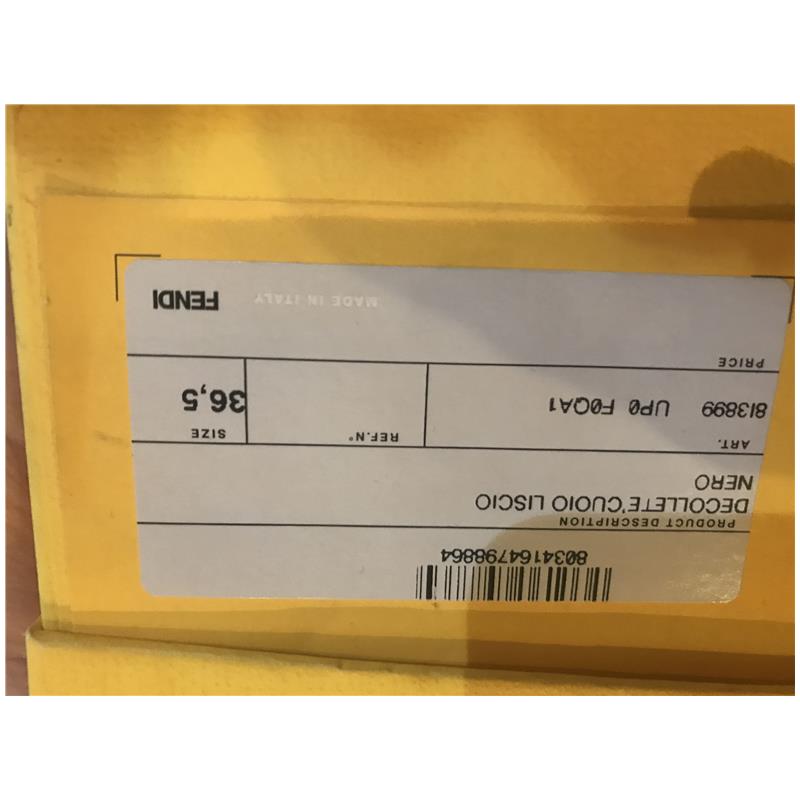 8034164798864
PRODUCT DESCRIPTION
DECOLLETE'CUOIO LISCIO
NERO
ART. REF.N° SIZE
8I3899 UP0 F0QA1 36,5
PRICE
MADE IN ITALY FENDI